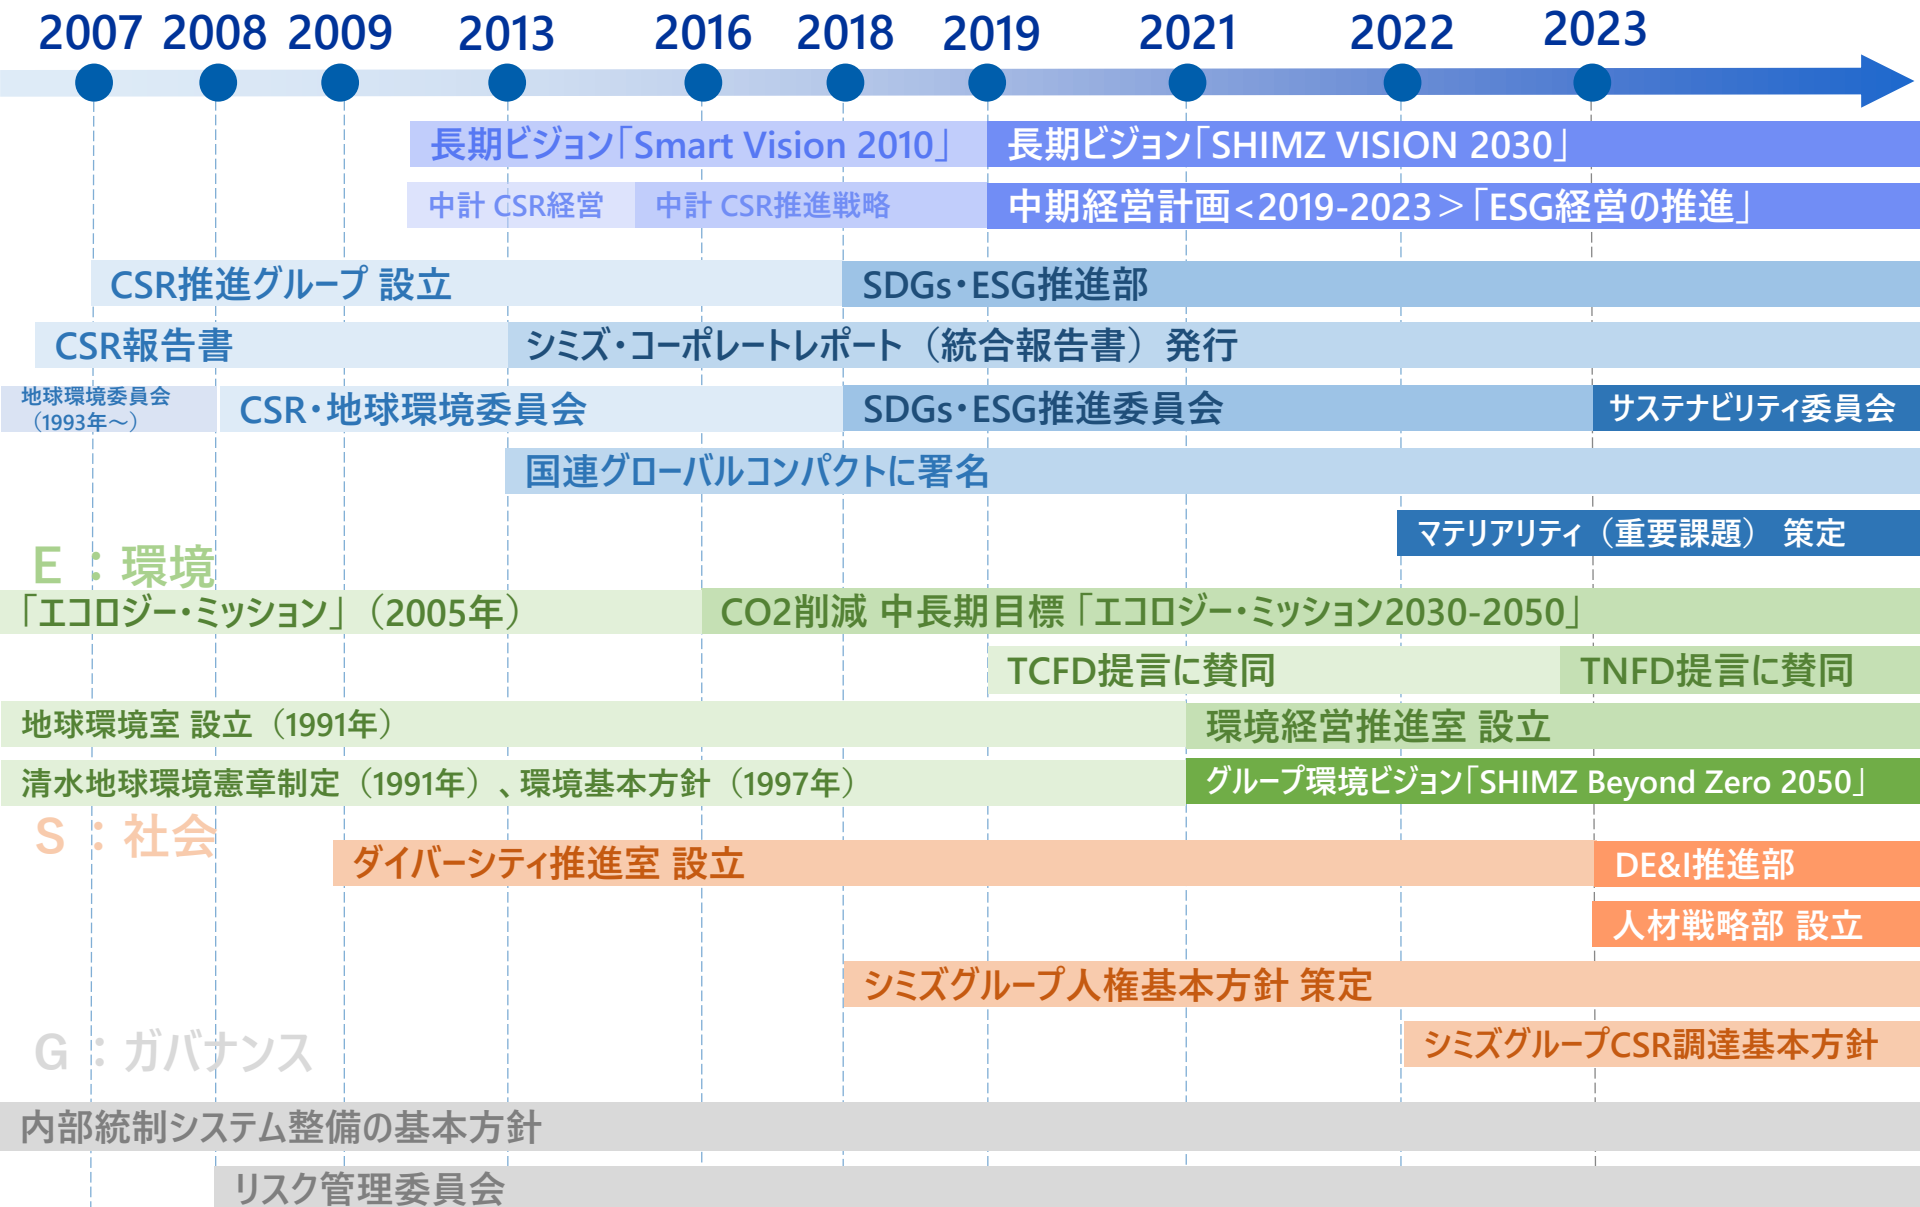 2007 2008 2009 2013 2016 2018 2019 2021 2022 2023
長期ビジョン「Smart Vision 2010」 長期ビジョン「SHIMZ VISION 2030」
中計 CSR経営 中計 CSR推進戦略 中期経営計画<2019-2023＞「ESG経営の推進」
CSR推進グループ 設立 SDGs・ESG推進部
CSR報告書 シミズ・コーポレートレポート（統合報告書）発行
地球環境委員会
（1993年～）
CSR・地球環境委員会 SDGs・ESG推進委員会 サステナビリティ委員会
国連グローバルコンパクトに署名
マテリアリティ（重要課題） 策定
E：環境
「エコロジー・ミッション」（2005年） CO2削減 中長期目標「エコロジー・ミッション2030-2050」
TCFD提言に賛同 TNFD提言に賛同
地球環境室 設立（1991年） 環境経営推進室 設立
清水地球環境憲章制定（1991年）、環境基本方針（1997年） グループ環境ビジョン「SHIMZ Beyond Zero 2050」
S：社会
ダイバーシティ推進室 設立 DE&I推進部
人材戦略部 設立
シミズグループ人権基本方針 策定
G：ガバナンス
シミズグループCSR調達基本方針
内部統制システム整備の基本方針
リスク管理委員会